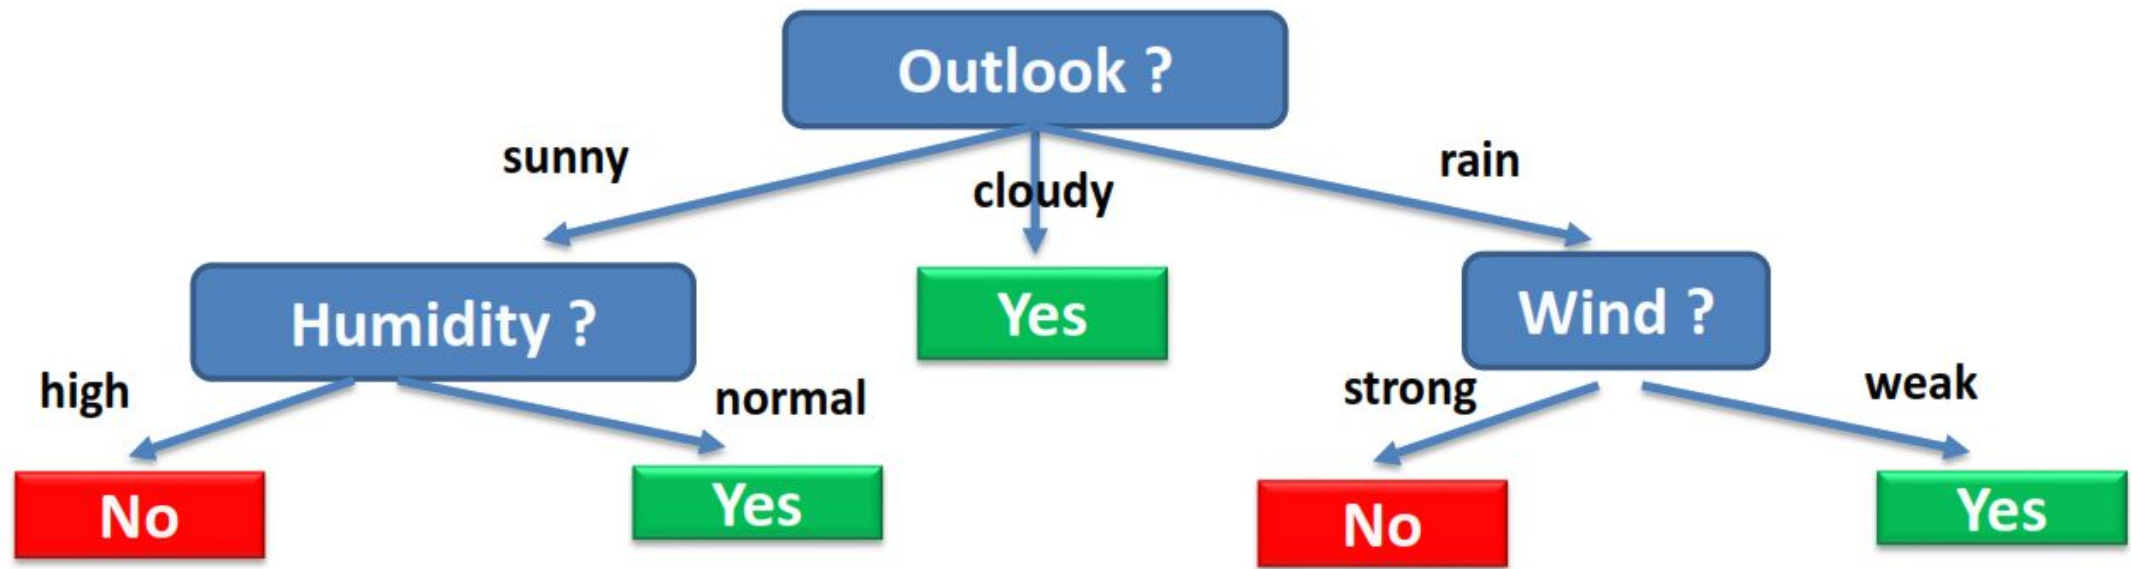 Outlook ?
sunny
cloudy
rain
Humidity ?
Yes
Wind ?
high
normal
strong
weak
No
Yes
No
Yes